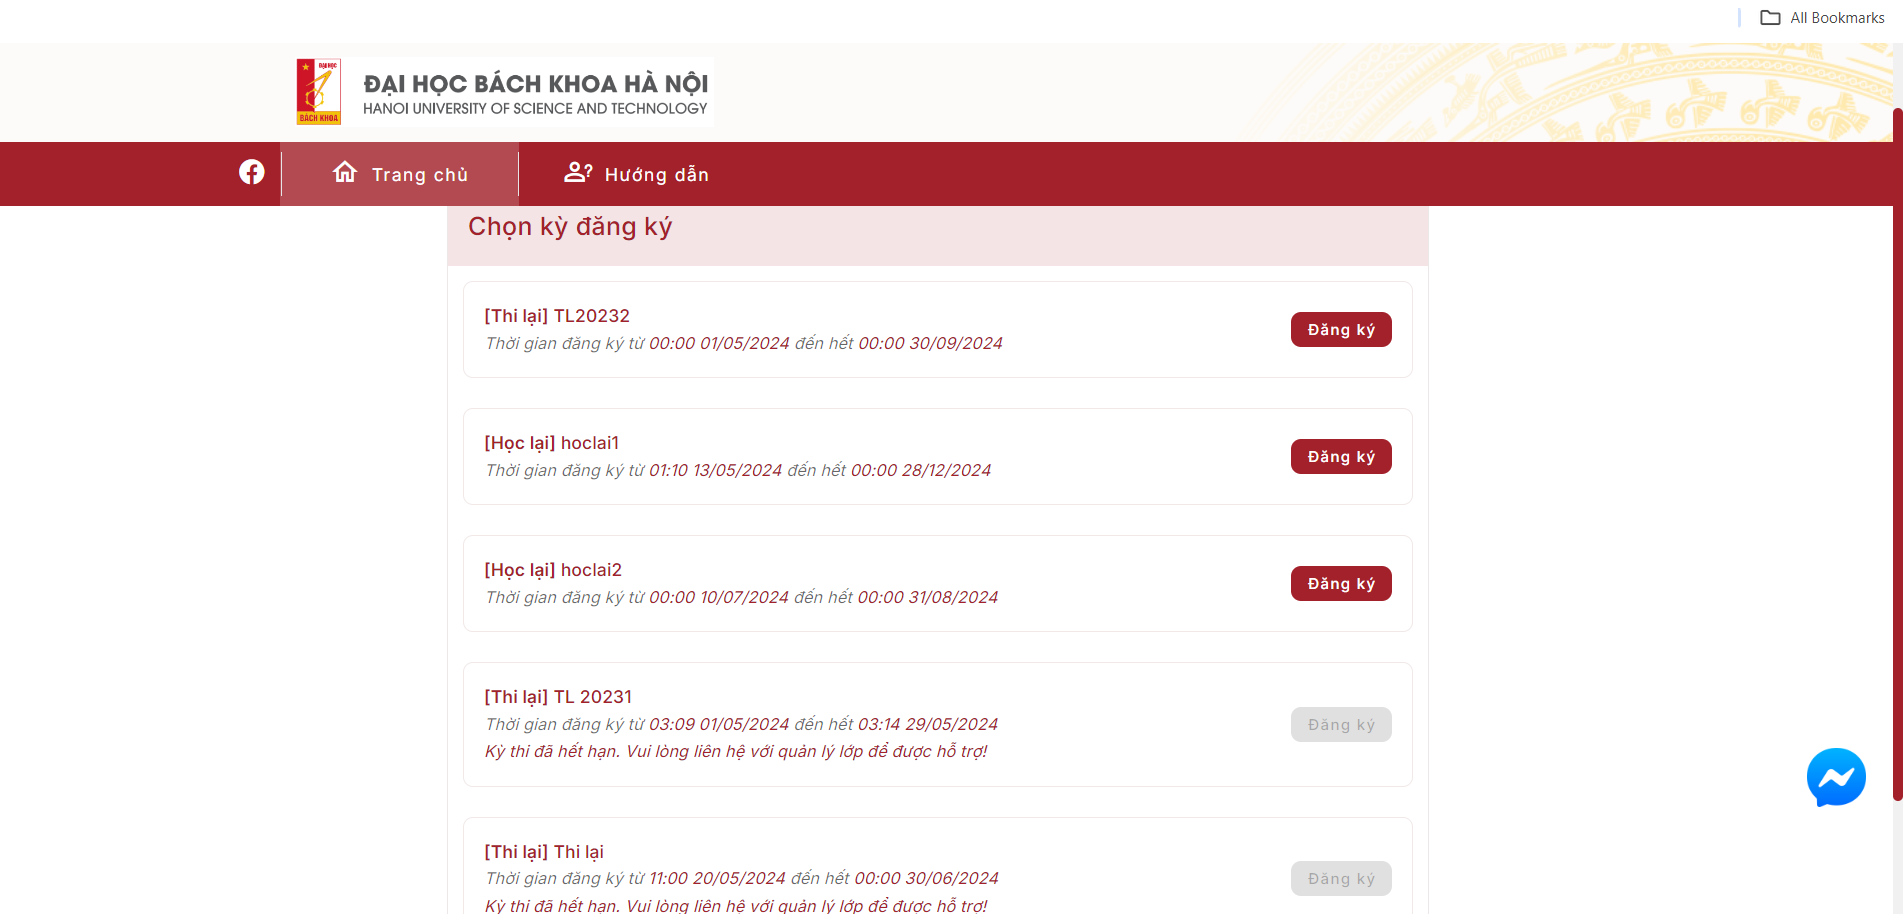 All Bookmarks
ĐẠI HỌC
BÁCH KHOA
ĐẠI HỌC BÁCH KHOA HÀ NỘI
HANOI UNIVERSITY OF SCIENCE AND TECHNOLOGY
Trang chủ
Hướng dẫn
Chọn kỳ đăng ký
[Thi lại] TL20232
Thời gian đăng ký từ 00:00 01/05/2024 đến hết 00:00 30/09/2024
Đăng ký
[Học lại] hoclai1
Thời gian đăng ký từ 01:10 13/05/2024 đến hết 00:00 28/12/2024
Đăng ký
[Học lại] hoclai2
Thời gian đăng ký từ 00:00 10/07/2024 đến hết 00:00 31/08/2024
Đăng ký
[Thi lại] TL 20231
Thời gian đăng ký từ 03:09 01/05/2024 đến hết 03:14 29/05/2024
Kỳ thi đã hết hạn. Vui lòng liên hệ với quản lý lớp để được hỗ trợ!
Đăng ký
[Thi lại] Thi lại
Thời gian đăng ký từ 11:00 20/05/2024 đến hết 00:00 30/06/2024
Kỳ thi đã hết hạn. Vui lòng liên hệ với quản lý lớp để được hỗ trợ!
Đăng ký